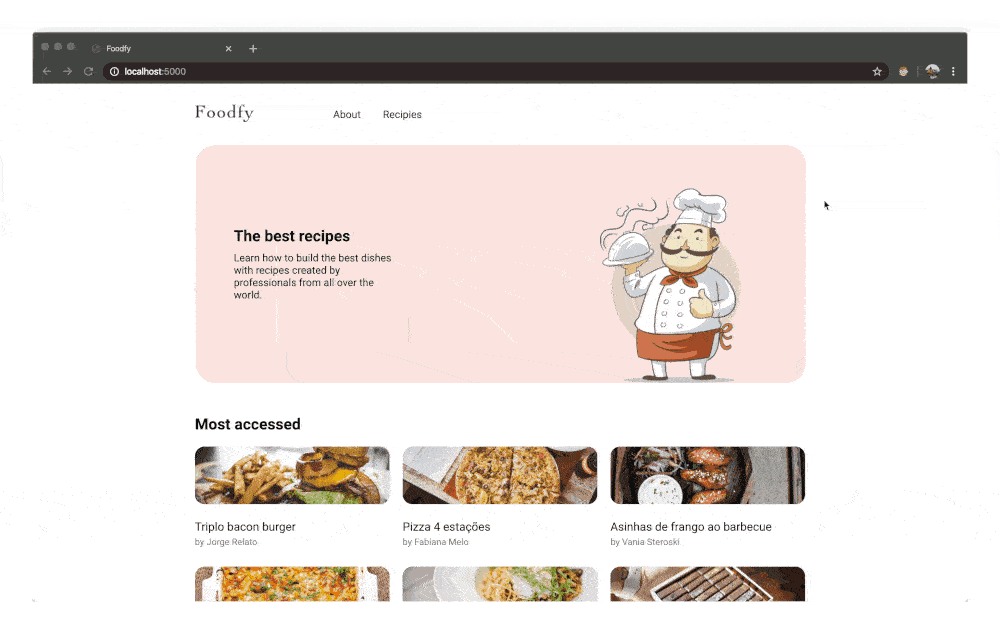 Foodfy
localhost:5000
Foodfy
About
Recipies
The best recipes
Learn how to build the best dishes
with recipes created by
professionals from all over the
world.
Most accessed
Triplo bacon burger
by Jorge Relato
Pizza 4 estações
by Fabiana Melo
Asinhas de frango ao barbecue
by Vania Steroski